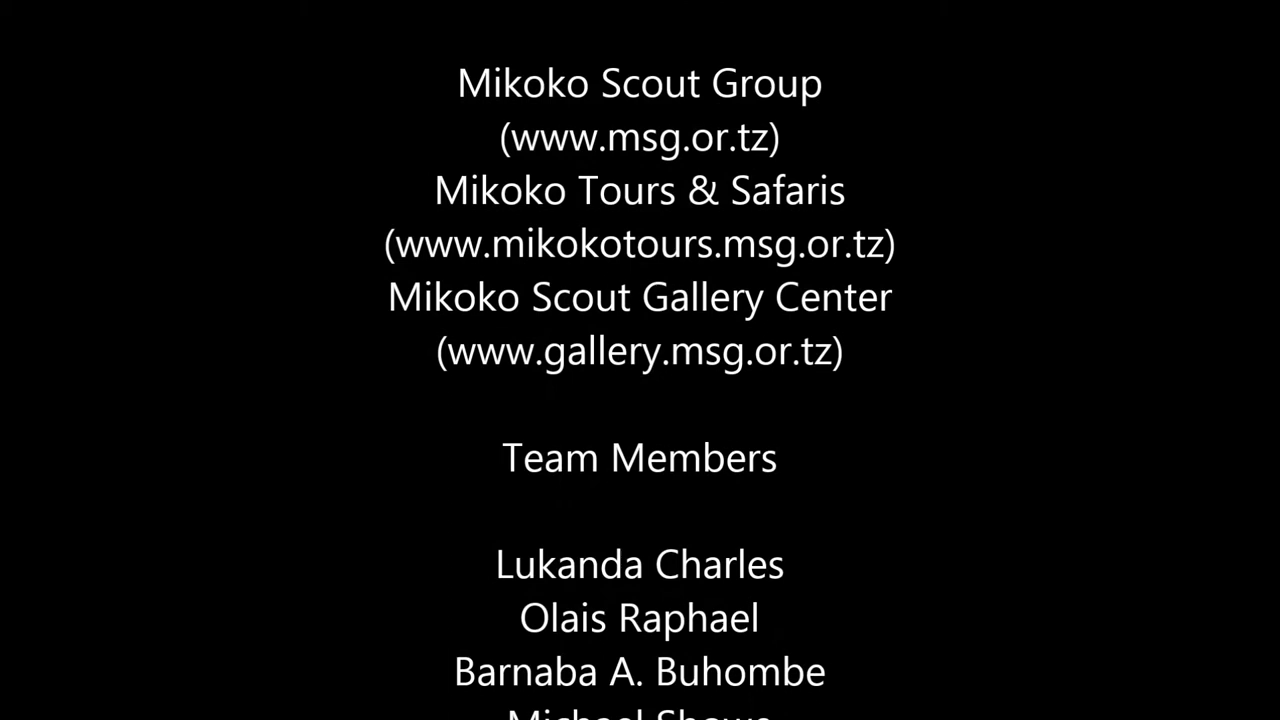 Mikoko Scout Group
(www.msg.or.tz)
Mikoko Tours & Safaris
(www.mikokotours.msg.or.tz)
Mikoko Scout Gallery Center
(www.gallery.msg.or.tz)
Team Members
Lukanda Charles
Olais Raphael
Barnaba A. Buhombe
Michael